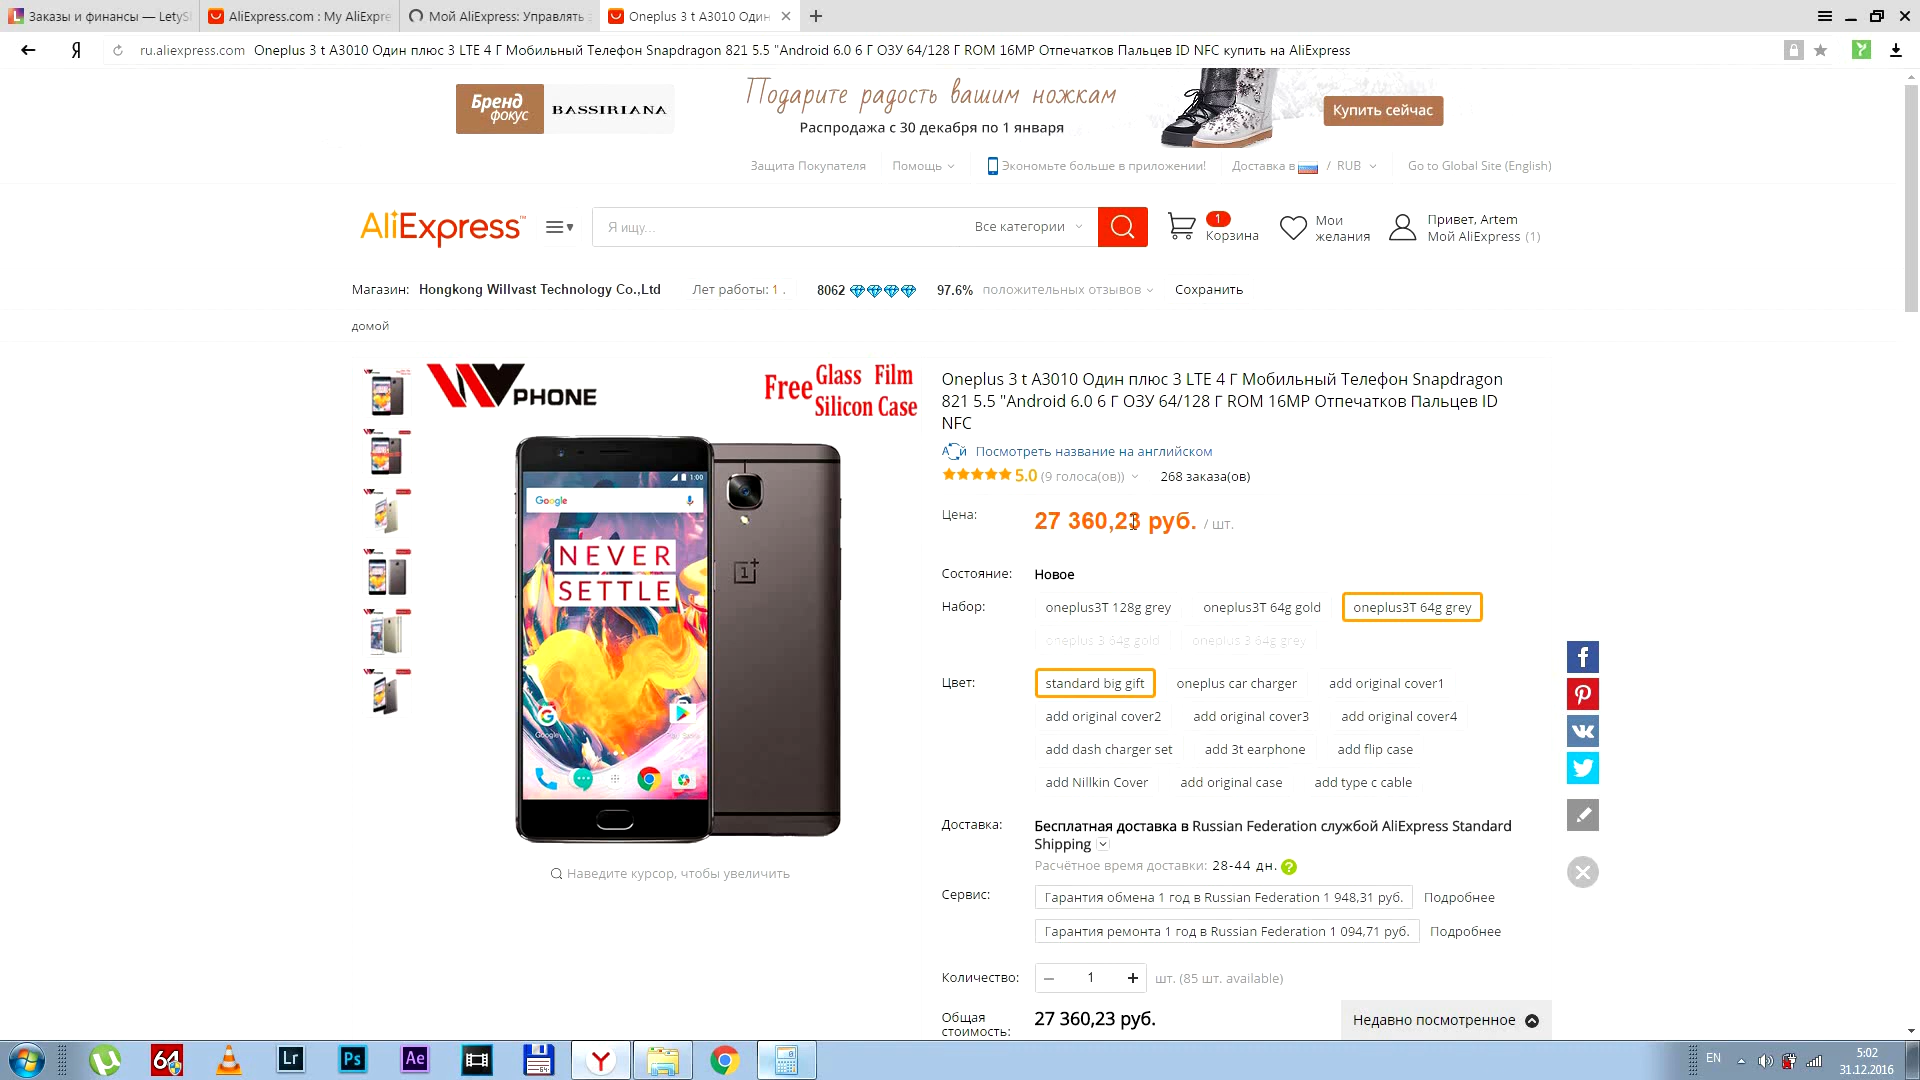 Заказы и финансы — LetySl
AliExpress.com : My AliExpre
Мой AliExpress: Управлять
Oneplus 3 t A3010 Один
ru.aliexpress.com Oneplus 3 t A3010 Один плюс 3 LTE 4 Г Мобильный Телефон Snapdragon 821 5.5 "Android 6.0 6 Г ОЗУ 64/128 Г ROM 16MP Отпечатков Пальцев ID NFC купить на AliExpress
Бренд фокус
BASSIRIANA
Подарите радость вашим ножкам
Распродажа с 30 декабря по 1 января
Купить сейчас
Защита Покупателя Помощь Экономьте больше в приложении! Доставка в / RUB Go to Global Site (English)
AliExpress™
Я ищу...
Все категории
1
Корзина
Мои желания
Привет, Artem
Мой AliExpress (1)
Магазин: Hongkong Willvast Technology Co.,Ltd Лет работы: 1 . 8062 97.6% положительных отзывов Сохранить
домой
PHONE
Free Glass Film
Silicon Case
1:00
Google
NEVER
SETTLE
Google
Наведите курсор, чтобы увеличить
Oneplus 3 t A3010 Один плюс 3 LTE 4 Г Мобильный Телефон Snapdragon
821 5.5 "Android 6.0 6 Г ОЗУ 64/128 Г ROM 16MP Отпечатков Пальцев ID
NFC
Посмотреть название на английском
5.0 (9 голоса(ов)) 268 заказа(ов)
Цена: 27 360,23 руб. / шт.
Состояние: Новое
Набор: oneplus3T 128g grey oneplus3T 64g gold oneplus3T 64g grey
oneplus 3 64g gold oneplus 3 64g grey
Цвет: standard big gift oneplus car charger add original cover1
add original cover2 add original cover3 add original cover4
add dash charger set add 3t earphone add flip case
add Nillkin Cover add original case add type c cable
Доставка: Бесплатная доставка в Russian Federation службой AliExpress Standard
Shipping
Расчётное время доставки: 28-44 дн. ?
Сервис: Гарантия обмена 1 год в Russian Federation 1 948,31 руб. Подробнее
Гарантия ремонта 1 год в Russian Federation 1 094,71 руб. Подробнее
Количество: 1 шт. (85 шт. available)
Общая
стоимость: 27 360,23 руб.
Недавно посмотренное
64
Lr
Ps
Ae
EN
5:02
31.12.2016